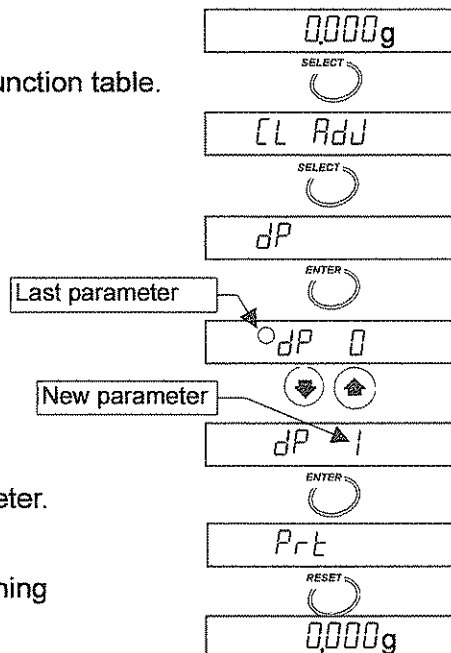 0.000g
SELECT
unction table.
CL AdJ
SELECT
dP
ENTER
Last parameter
dP 0
New parameter
dP 1
ENTER
eter.
Prt
RESET
ning
0.000g